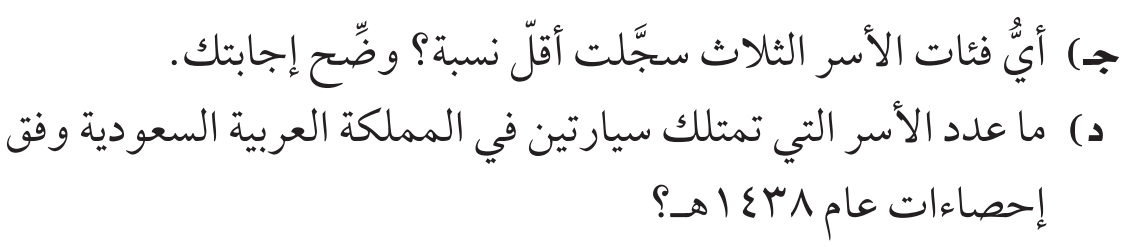 جـ) أيُّ فئات الأسر الثلاث سجَّلت أقلّ نسبة؟ وضِّح إجابتك.
د) ما عدد الأسر التي تمتلك سيارتين في المملكة العربية السعودية وفق
إحصاءات عام ١٤٣٨هـ؟